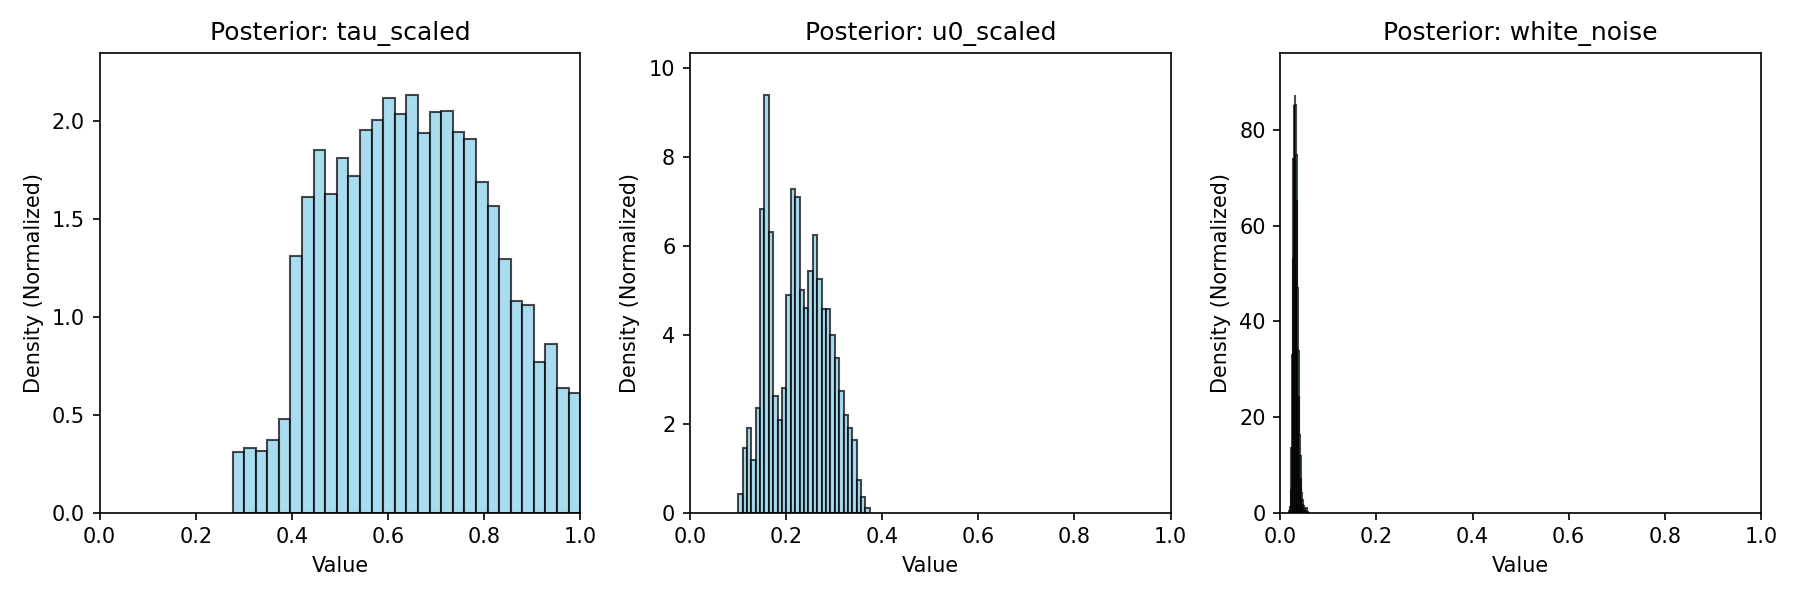 Posterior: tau_scaled
Density (Normalized)
2.0
1.5
1.0
0.5
0.0
0.0 0.2 0.4 0.6 0.8 1.0
Value
Posterior: u0_scaled
Density (Normalized)
10
8
6
4
2
0
0.0 0.2 0.4 0.6 0.8 1.0
Value
Posterior: white_noise
Density (Normalized)
80
60
40
20
0
0.0 0.2 0.4 0.6 0.8 1.0
Value